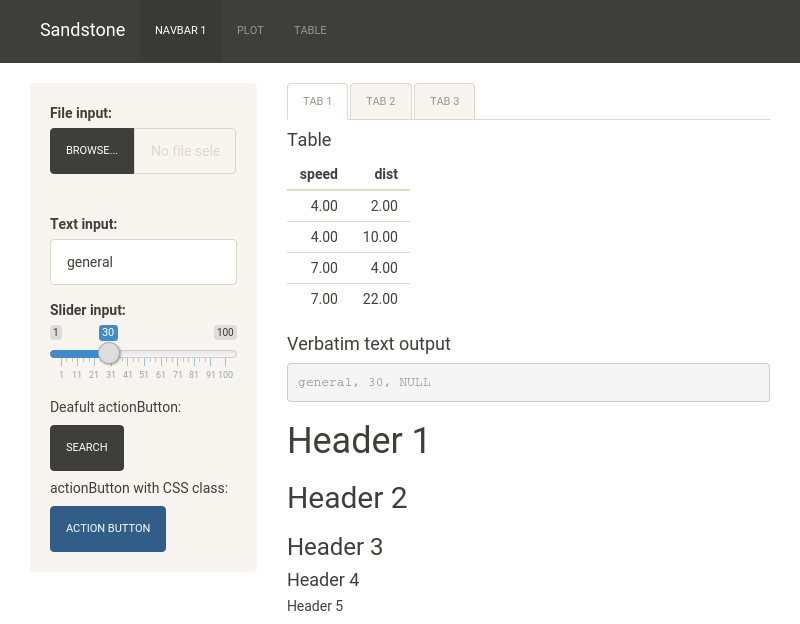 Sandstone NAVBAR 1 PLOT TABLE
File input:
BROWSE... No file sele
Text input:
general
Slider input:
1 30 100
1 11 21 31 41 51 61 71 81 91 100
Deafult actionButton:
SEARCH
actionButton with CSS class:
ACTION BUTTON
TAB 1 TAB 2 TAB 3
Table
speed dist
4.00 2.00
4.00 10.00
7.00 4.00
7.00 22.00
Verbatim text output
general, 30, NULL
Header 1
Header 2
Header 3
Header 4
Header 5